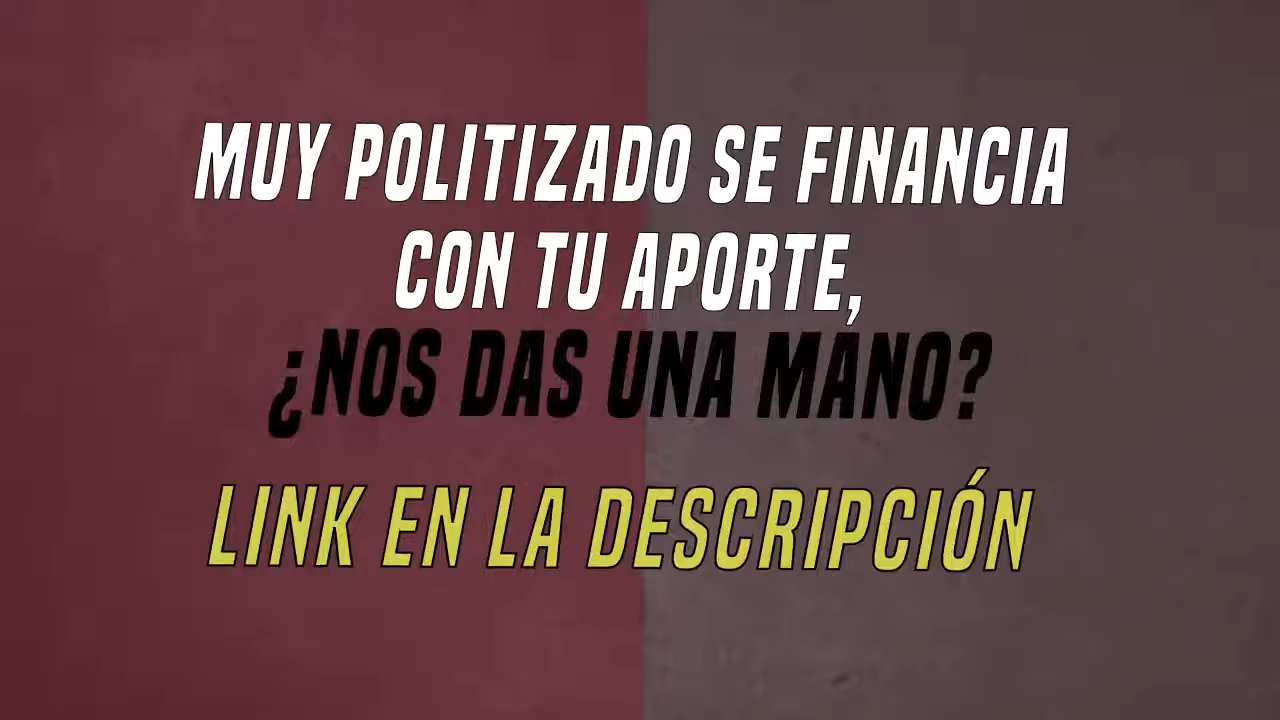 MUY POLITIZADO SE FINANCIA
CON TU APORTE,
¿NOS DAS UNA MANO?
LINK EN LA DESCRIPCIÓN